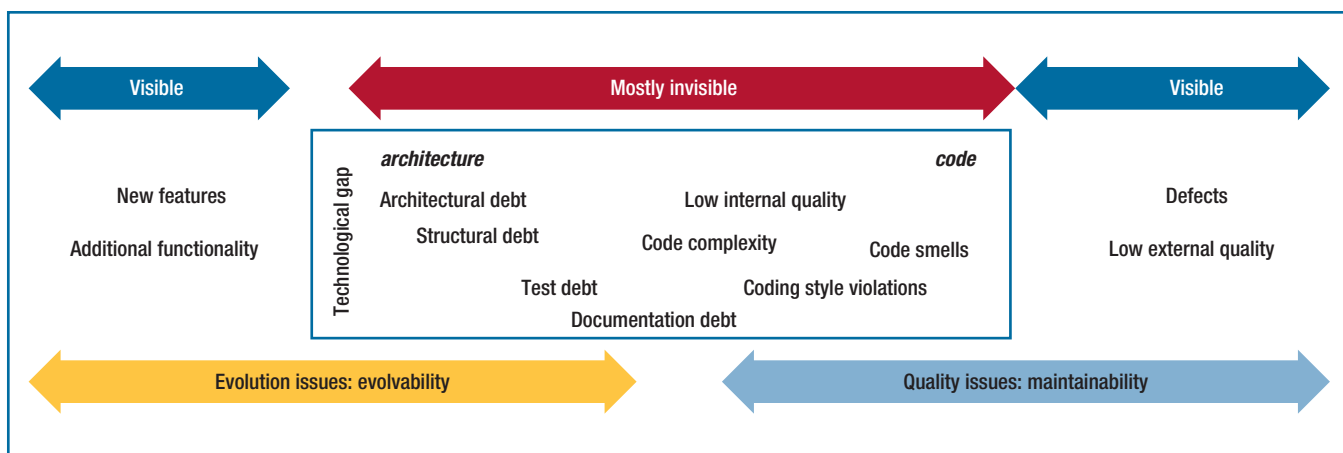 Visible
Mostly invisible
Visible
New features
Additional functionality
Technological gap
architecture
code
Architectural debt
Low internal quality
Structural debt
Code complexity
Code smells
Test debt
Coding style violations
Documentation debt
Defects
Low external quality
Evolution issues: evolvability
Quality issues: maintainability